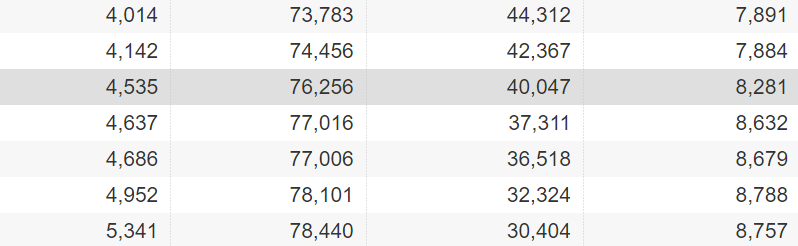 4,014 73,783 44,312 7,891
4,142 74,456 42,367 7,884
4,535 76,256 40,047 8,281
4,637 77,016 37,311 8,632
4,686 77,006 36,518 8,679
4,952 78,101 32,324 8,788
5,341 78,440 30,404 8,757